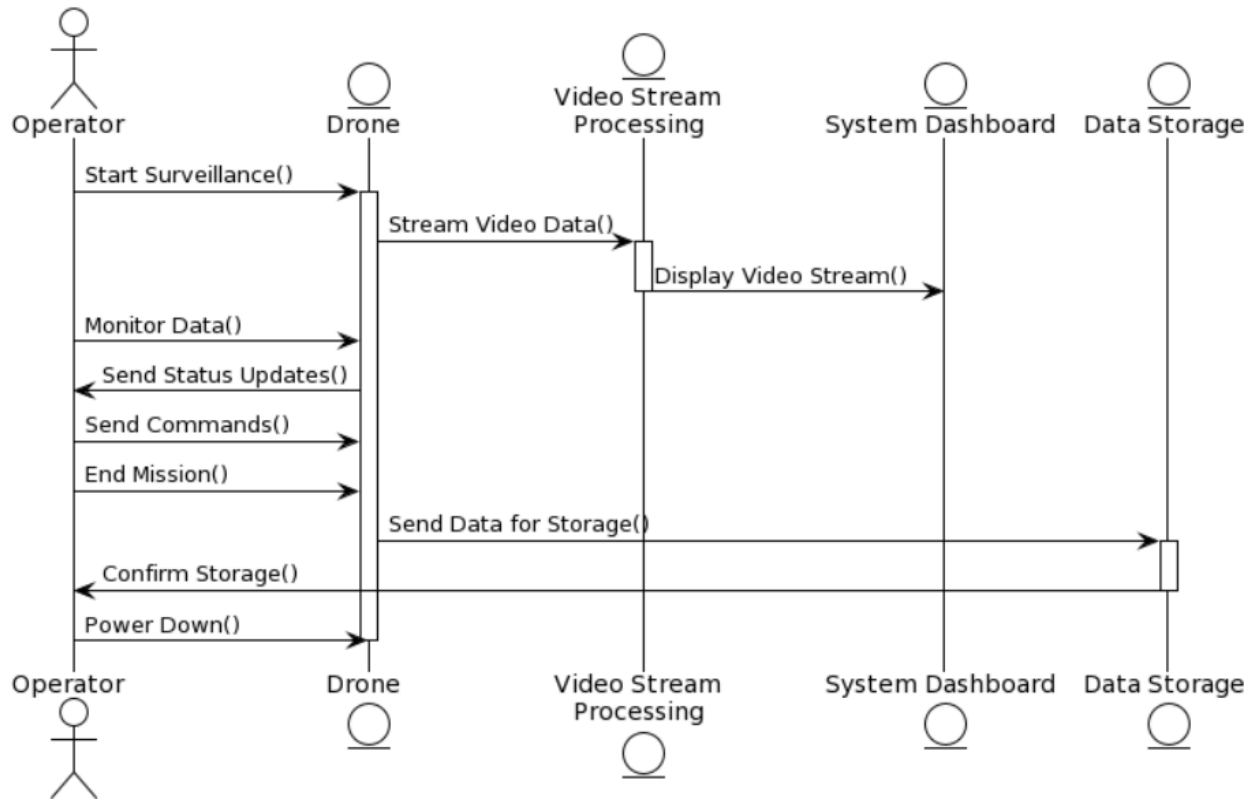 Operator
Drone
Video Stream
Processing
System Dashboard
Data Storage
Start Surveillance()
Stream Video Data()
Display Video Stream()
Monitor Data()
Send Status Updates()
Send Commands()
End Mission()
Send Data for Storage()
Confirm Storage()
Power Down()
Operator
Drone
Video Stream
Processing
System Dashboard
Data Storage